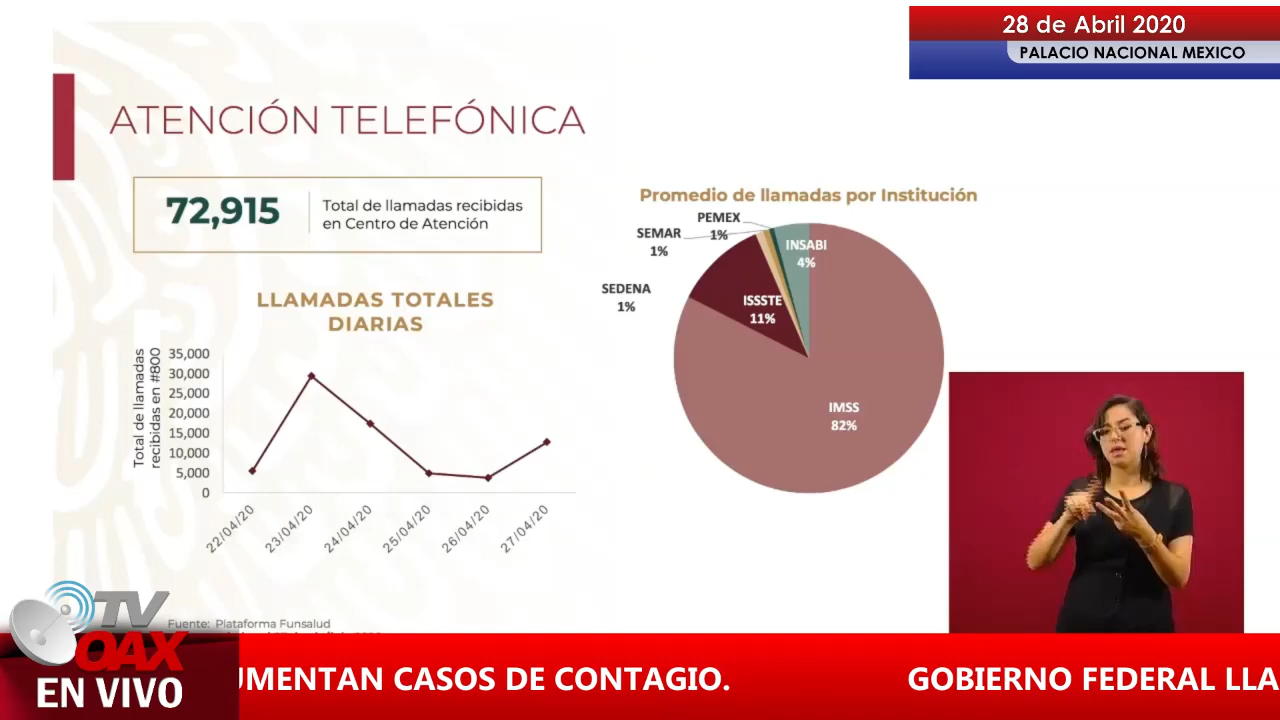 28 de Abril 2020
PALACIO NACIONAL MEXICO
ATENCIÓN TELEFÓNICA
72,915
Total de llamadas recibidas
en Centro de Atención
LLAMADAS TOTALES
DIARIAS
Total de llamadas
recibidas en #800
35,000
30,000
25,000
20,000
15,000
10,000
5,000
0
22/04/20
23/04/20
24/04/20
25/04/20
26/04/20
27/04/20
Promedio de llamadas por Institución
PEMEX
1%
SEMAR
1%
SEDENA
1%
INSABI
4%
ISSSTE
11%
IMSS
82%
Fuente: Plataforma Funsalud
TV
OAX
EN VIVO
UMENTAN CASOS DE CONTAGIO.
GOBIERNO FEDERAL LLA